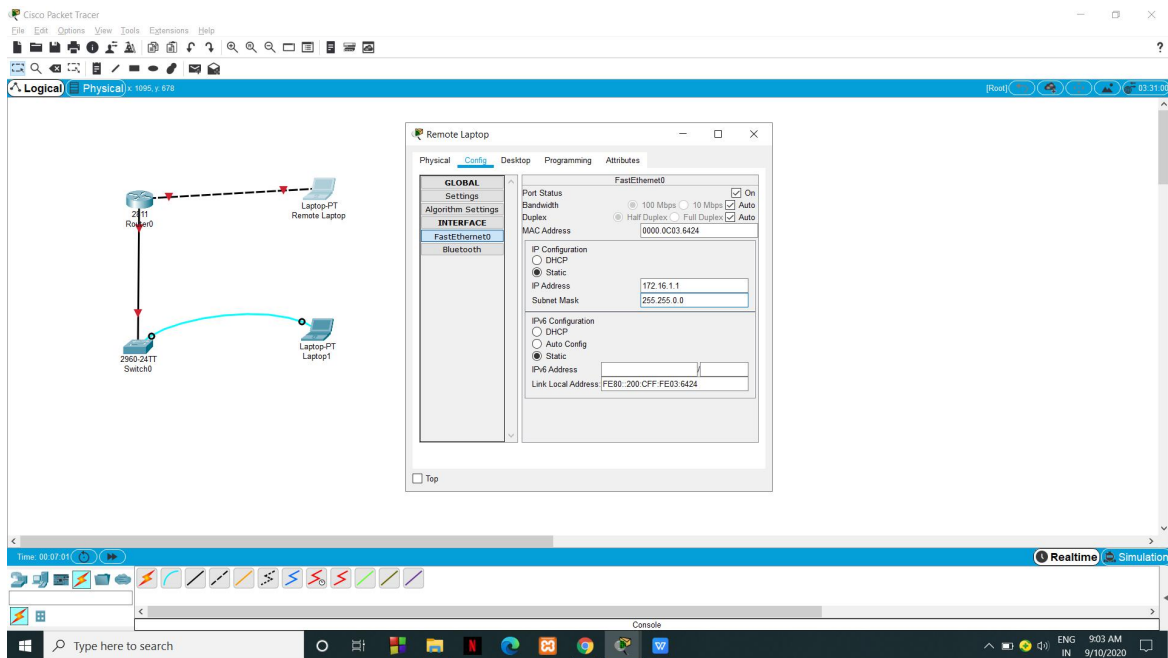 Cisco Packet Tracer
File Edit Options View Tools Extensions Help
?
Logical Physical x: 1095, y: 678 [Root] 03:31:00
Remote Laptop
Physical Config Desktop Programming Attributes
GLOBAL
Settings
Algorithm Settings
INTERFACE
FastEthernet0
Bluetooth
FastEthernet0
Port Status On
Bandwidth 100 Mbps 10 Mbps Auto
Duplex Half Duplex Full Duplex Auto
MAC Address 0000.0C03.6424
IP Configuration
DHCP
Static
IP Address 172.16.1.1
Subnet Mask 255.255.0.0
IPv6 Configuration
DHCP
Auto Config
Static
IPv6 Address /
Link Local Address: FE80::200:CFF:FE03:6424
Top
2811
Router0
Laptop-PT
Remote Laptop
2960-24TT
Switch0
Laptop-PT
Laptop1
Time: 00:07:01 Realtime Simulation
Console
Type here to search
ENG 9:03 AM
IN 9/10/2020